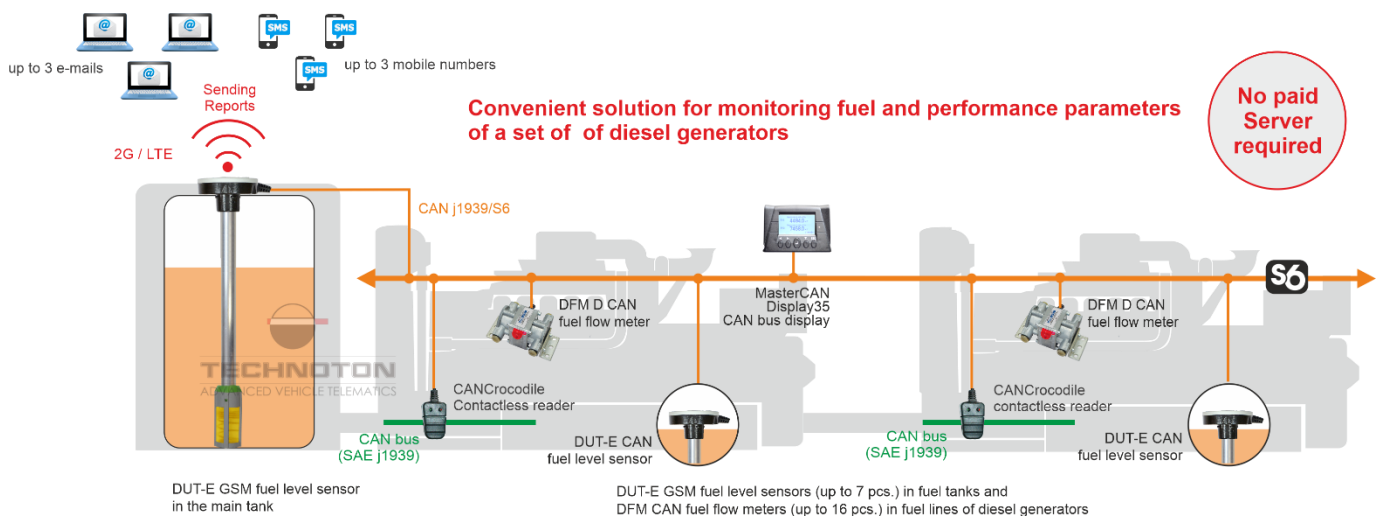 @
@
@
SMS
SMS
SMS
up to 3 e-mails
up to 3 mobile numbers
Sending
Reports
2G / LTE
Convenient solution for monitoring fuel and performance parameters
of a set of of diesel generators
No paid
Server
required
CAN j1939/S6
S6
DFM D CAN
fuel flow meter
MasterCAN
Display35
CAN bus display
DFM D CAN
fuel flow meter
TECHNOTON
ADVANCED VEHICLE TELEMATICS
CANCrocodile
Contactless reader
CAN bus
(SAE j1939)
DUT-E CAN
fuel level sensor
CANCrocodile
contactless reader
CAN bus
(SAE j1939)
DUT-E CAN
fuel level sensor
DUT-E GSM fuel level sensor
in the main tank
DUT-E GSM fuel level sensors (up to 7 pcs.) in fuel tanks and
DFM CAN fuel flow meters (up to 16 pcs.) in fuel lines of diesel generators